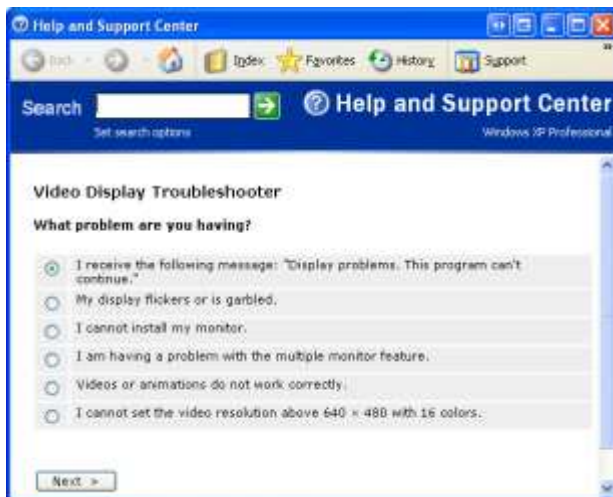 Help and Support Center
Back Index Favorites History Support »
Search Help and Support Center
Set search options Windows XP Professional
Video Display Troubleshooter
What problem are you having?
I receive the following message: "Display problems. This program can't
continue."
My display flickers or is garbled.
I cannot install my monitor.
I am having a problem with the multiple monitor feature.
Videos or animations do not work correctly.
I cannot set the video resolution above 640 × 480 with 16 colors.
Next >